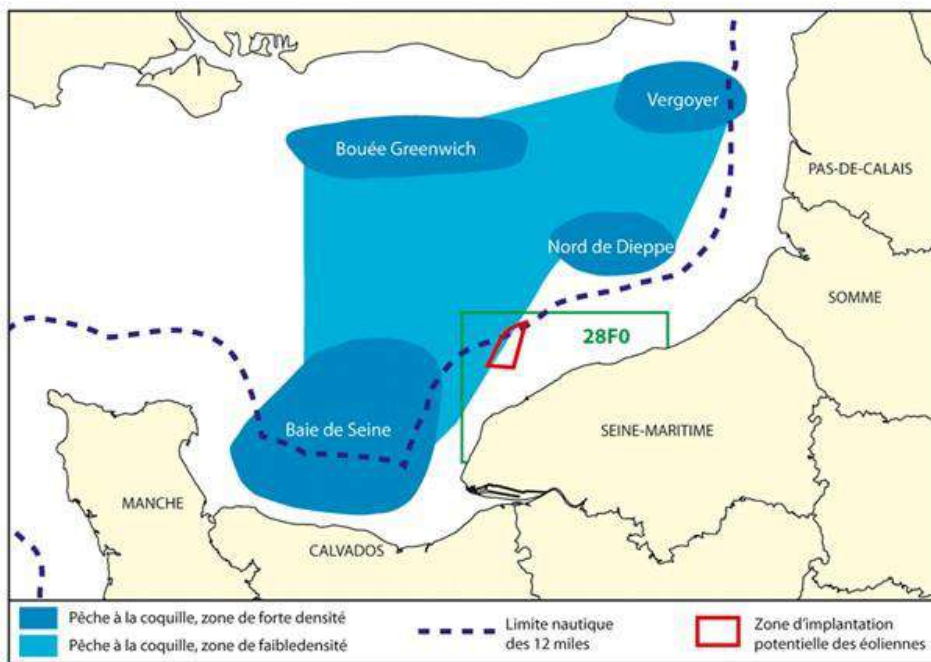 Vergoyer
Bouée Greenwich
PAS-DE-CALAIS
Nord de Dieppe
SOMME
28F0
Baie de Seine
SEINE-MARITIME
MANCHE
CALVADOS
Pêche à la coquille, zone de forte densité
Pêche à la coquille, zone de faibledensité
Limite nautique
des 12 miles
Zone d'implantation
potentielle des éoliennes